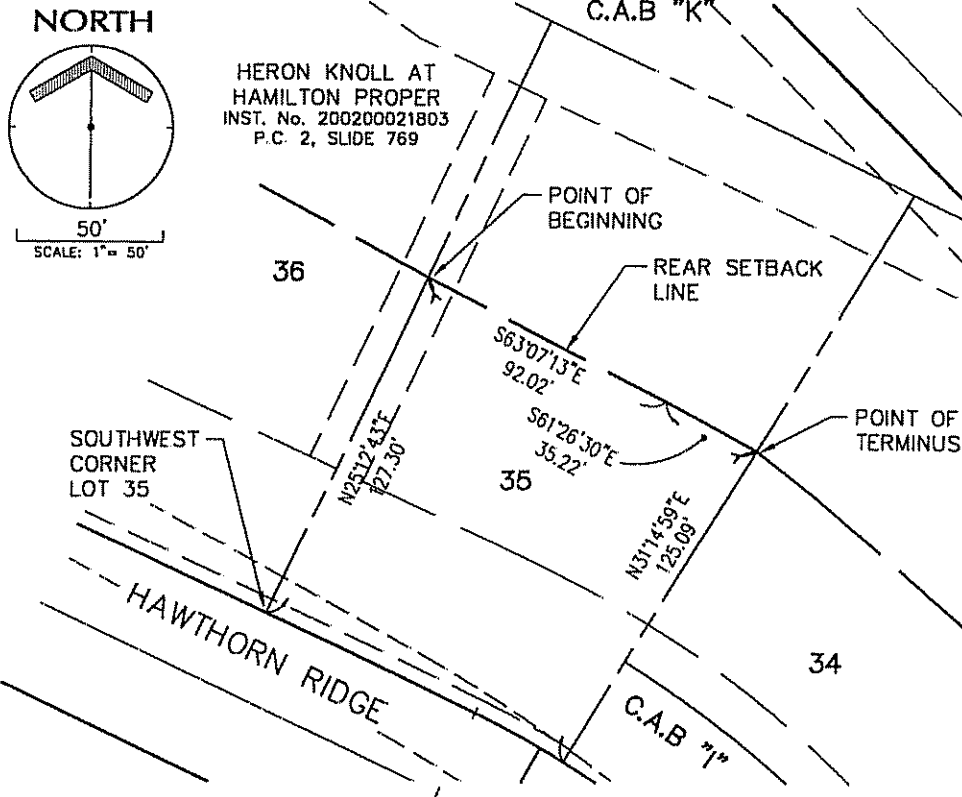 NORTH
50'
SCALE: 1"= 50'
HERON KNOLL AT
HAMILTON PROPER
INST. No. 200200021803
P.C. 2, SLIDE 769
C.A.B "K"
POINT OF
BEGINNING
36
REAR SETBACK
LINE
S63°07'13"E
92.02'
S61°26'30"E
35.22'
POINT OF
TERMINUS
SOUTHWEST
CORNER
LOT 35
N25°12'43"E
127.30'
35
N31°14'59"E
125.09'
HAWTHORN RIDGE
34
C.A.B "I"